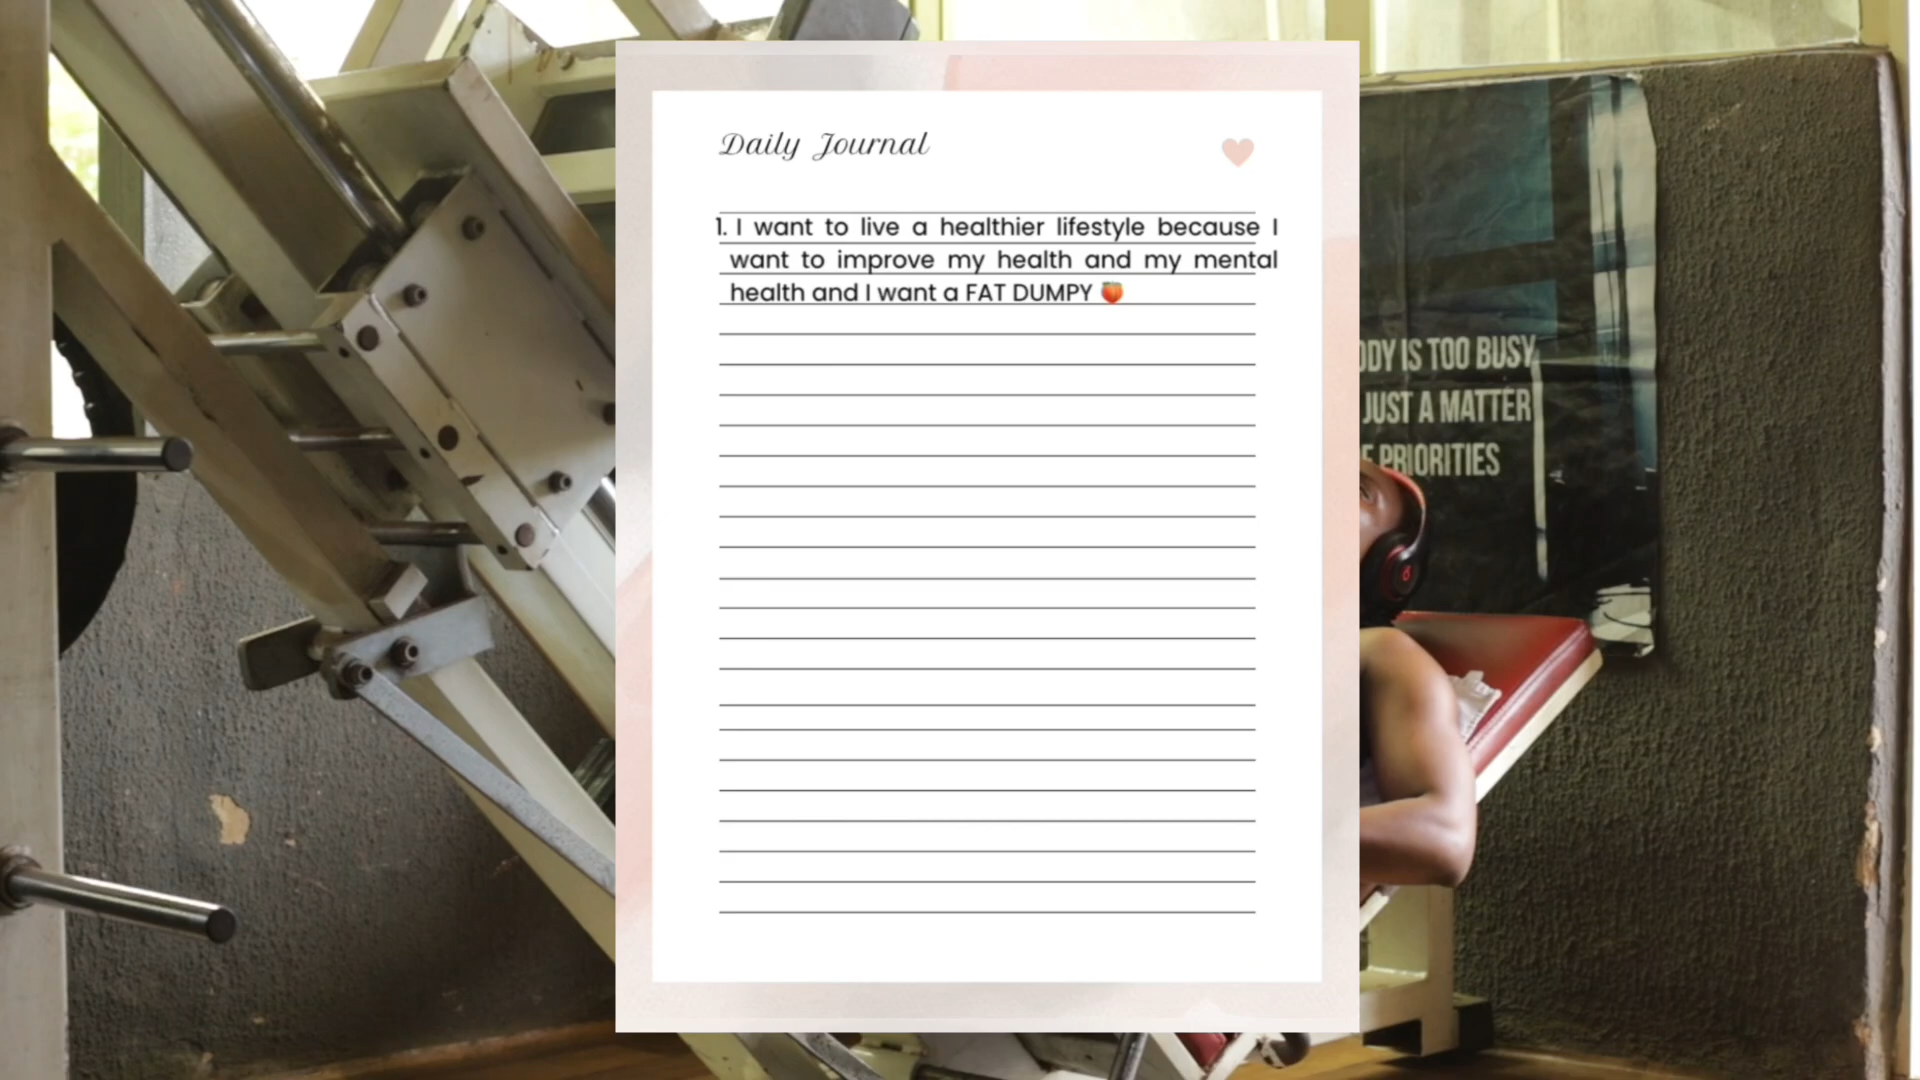 Daily Journal
1. I want to live a healthier lifestyle because I
want to improve my health and my mental
health and I want a FAT DUMPY 🍑
IS TOO BUSY
JUST A MATTER
PRIORITIES